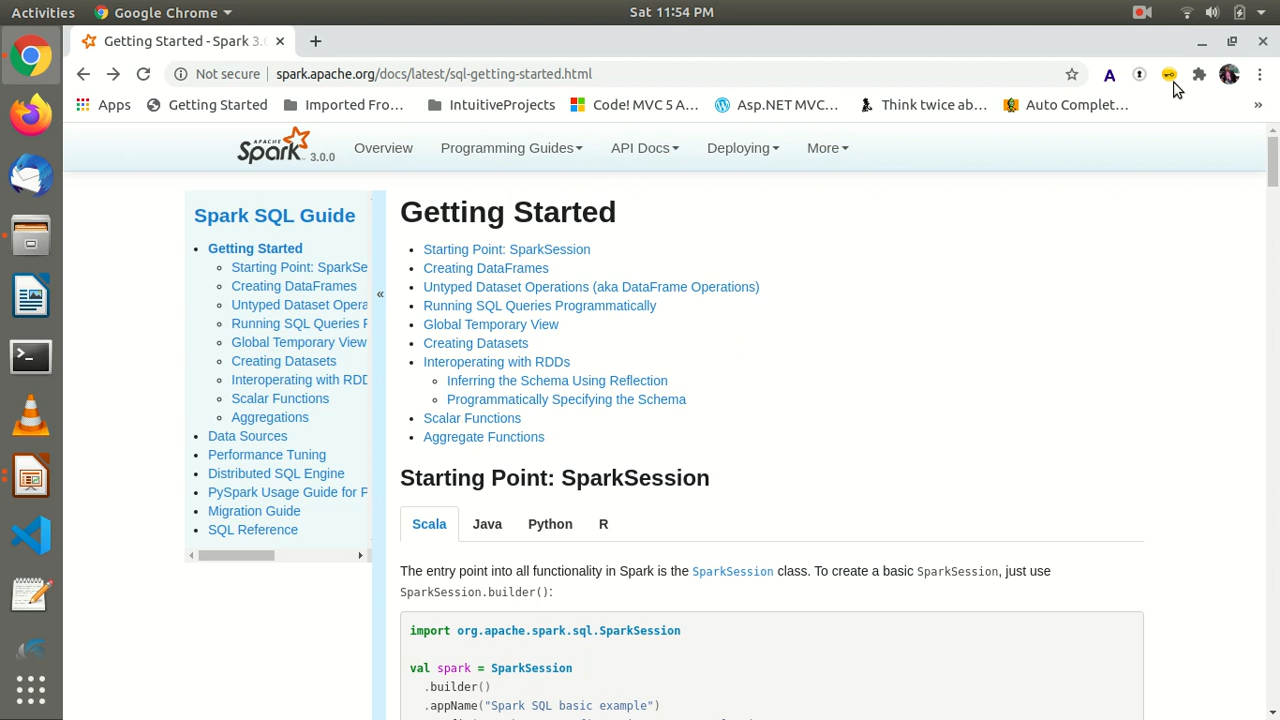 Activities
Google Chrome
Sat 11:54 PM
Getting Started - Spark 3.
Not secure
spark.apache.org/docs/latest/sql-getting-started.html
Apps
Getting Started
Imported Fro...
IntuitiveProjects
Code! MVC 5 A...
Asp.NET MVC...
Think twice ab...
Auto Complet...
»
APACHE
Spark
3.0.0
Overview
Programming Guides
API Docs
Deploying
More
Spark SQL Guide
Getting Started
Starting Point: SparkSe
Creating DataFrames
Untyped Dataset Opera
Running SQL Queries P
Global Temporary View
Creating Datasets
Interoperating with RDD
Scalar Functions
Aggregations
Data Sources
Performance Tuning
Distributed SQL Engine
PySpark Usage Guide for P
Migration Guide
SQL Reference
«
Getting Started
Starting Point: SparkSession
Creating DataFrames
Untyped Dataset Operations (aka DataFrame Operations)
Running SQL Queries Programmatically
Global Temporary View
Creating Datasets
Interoperating with RDDs
Inferring the Schema Using Reflection
Programmatically Specifying the Schema
Scalar Functions
Aggregate Functions
Starting Point: SparkSession
Scala
Java
Python
R
The entry point into all functionality in Spark is the SparkSession class. To create a basic SparkSession, just use
SparkSession.builder():
import org.apache.spark.sql.SparkSession
val spark = SparkSession
.builder()
.appName("Spark SQL basic example")